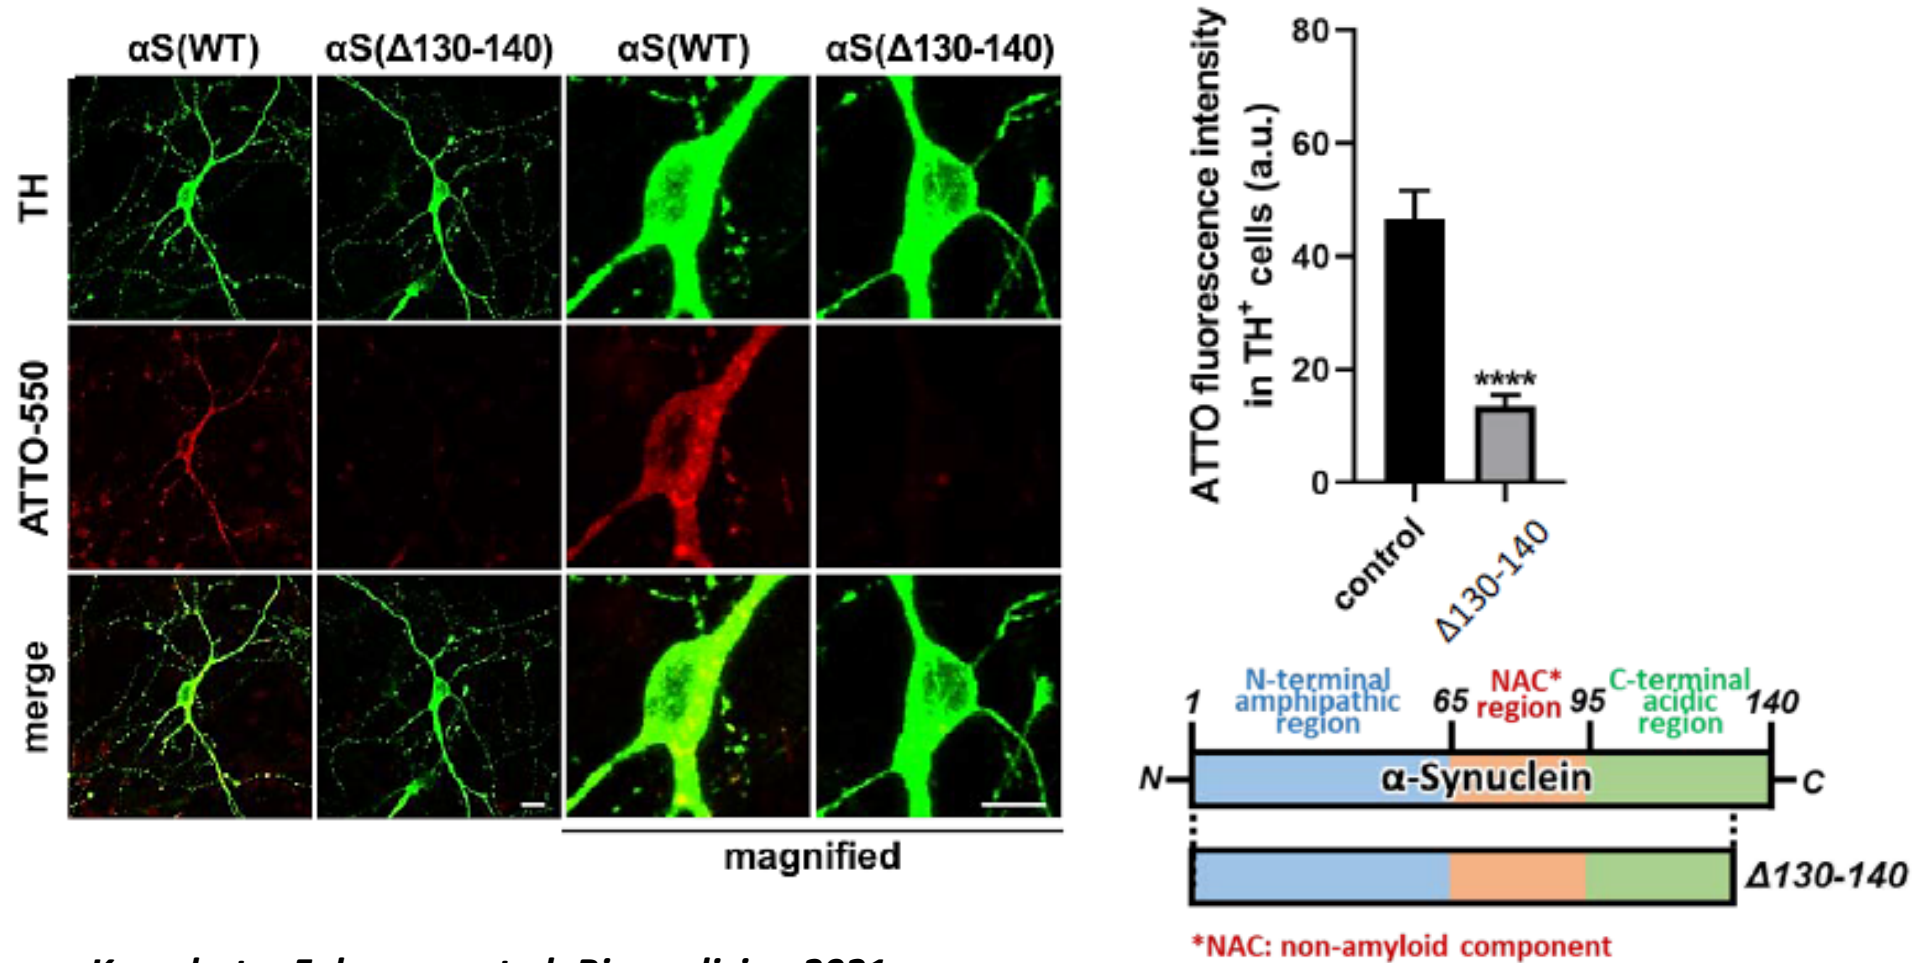 αS(WT) αS(Δ130-140) αS(WT) αS(Δ130-140)
TH
ATTO-550
merge
magnified
ATTO fluorescence intensity
in TH⁺ cells (a.u.)
80
60
40
20
0
****
control
Δ130-140
N-terminal
amphipathic
region
NAC*
region
C-terminal
acidic
region
1 65 95 140
N α-Synuclein C
Δ130-140
*NAC: non-amyloid component